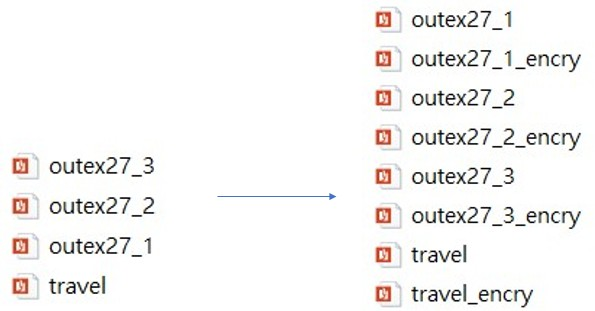 outex27_3
outex27_2
outex27_1
travel
outex27_1
outex27_1_encry
outex27_2
outex27_2_encry
outex27_3
outex27_3_encry
travel
travel_encry